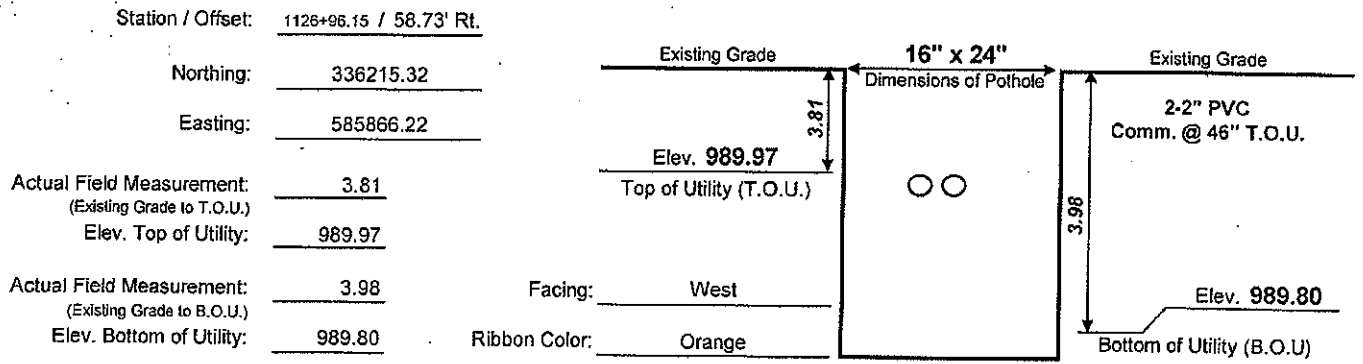 Station / Offset: 1126+96.15 / 58.73' Rt.
Northing: 336215.32
Easting: 585866.22
Actual Field Measurement: 3.81
(Existing Grade to T.O.U.)
Elev. Top of Utility: 989.97
Actual Field Measurement: 3.98
(Existing Grade to B.O.U.)
Elev. Bottom of Utility: 989.80
Existing Grade
16" x 24"
Dimensions of Pothole
Existing Grade
3.81
2-2" PVC
Comm. @ 46" T.O.U.
Elev. 989.97
Top of Utility (T.O.U.)
3.98
Facing: West
Ribbon Color: Orange
Elev. 989.80
Bottom of Utility (B.O.U)